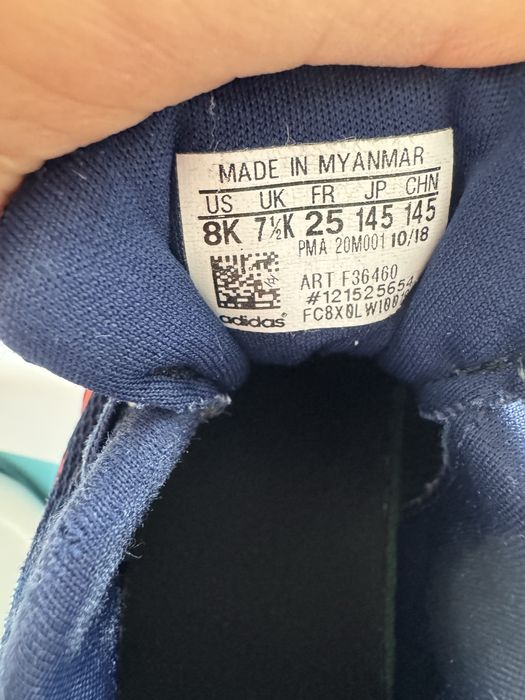 MADE IN MYANMAR
US UK FR JP CHN
8K 7½K 25 145 145
PMA 20M001 10/18
ART F36460
#121525654
adidas